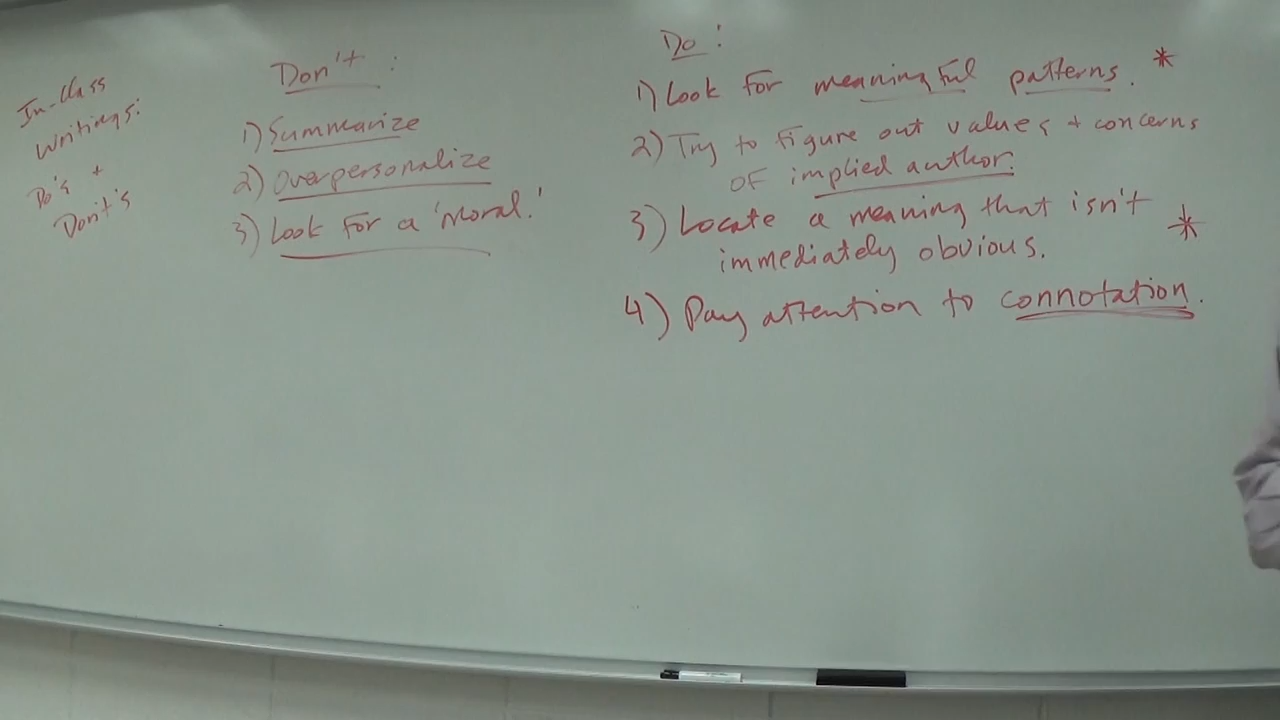 In-Class
Writings:
Do's +
Don't's
Don't:
1) Summarize
2) Overpersonalize
3) Look for a 'moral.'
Do:
1) Look for meaningful patterns. *
2) Try to figure out values + concerns
of implied author.
3) Locate a meaning that isn't *
immediately obvious.
4) Pay attention to connotation.